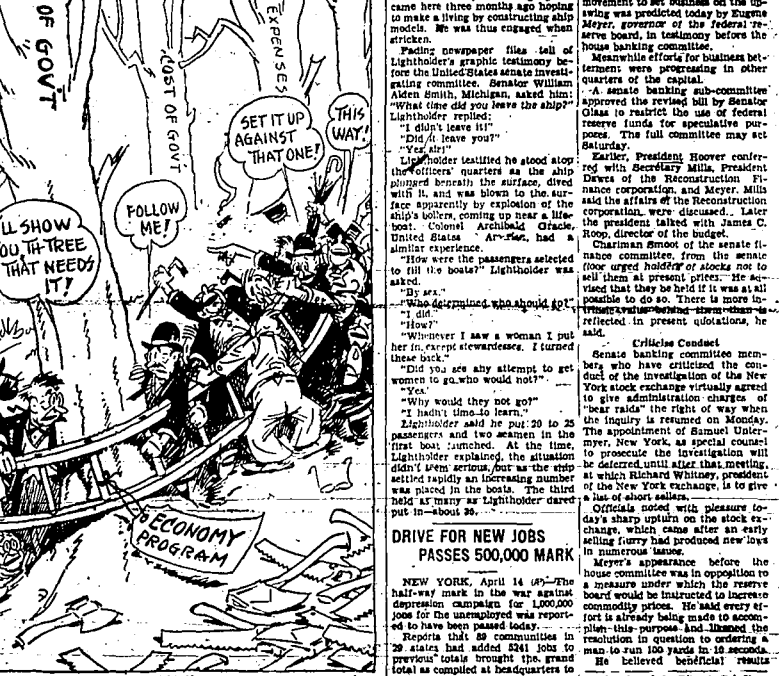 OF GOVT
COST OF GOVT
EXPENSES
SET IT UP
AGAINST
THAT ONE!
THIS
WAY!
FOLLOW
ME!
LL SHOW
OU TH-TREE
THAT NEEDS
IT!
ECONOMY
PROGRAM
came here three months ago hoping
to make a living by constructing ship
models. He was thus engaged when
stricken.
Fading newspaper files tell of
Lightholder's graphic testimony be-
fore the United States senate investi-
gating committee. Senator William
Alden Smith, Michigan, asked him:
"What time did you leave the ship?"
Lightholder replied:
"I didn't leave it!"
"Did it leave you?"
"Yes, sir!"
Lightholder testified he stood atop
the officers' quarters as the ship
plunged beneath the surface, dived
with it, and was blown to the sur-
face apparently by explosion of the
ship's boilers, coming up near a life-
boat. Colonel Archibald Gracie,
United States had a
similar experience.
"How were the passengers selected
to fill the boats?" Lightholder was
asked.
"By sex."
"Who determined who should go?"
"I did."
"How?"
"Whenever I saw a woman I put
her in, except stewardesses. I turned
these back."
"Did you see any attempt to get
women to go who would not?"
"Yes."
"Why would they not go?"
"I hadn't time to learn."
Lightholder said he put 20 to 25
passengers and two seamen in the
first boat launched. At the time,
Lightholder explained, the situation
didn't seem serious, but as the ship
settled rapidly an increasing number
was placed in the boats. The third
held as many as Lightholder dared
put in—about 35.
DRIVE FOR NEW JOBS
PASSES 500,000 MARK
NEW YORK, April 14 (AP)—The
half-way mark in the war against
depression campaign for 1,000,000
jobs for the unemployed was report-
ed to have been passed today.
Reports that 89 communities in
29 states had added 5241 jobs to
previous totals brought the grand
total as compiled at headquarters to
movement to set business on the up-
swing was predicted today by Eugene
Meyer, governor of the federal re-
serve board, in testimony before the
house banking committee.
Meanwhile efforts for business bet-
terment were progressing in other
quarters of the capital.
A senate banking sub-committee
approved the revised bill by Senator
Glass to restrict the use of federal
reserve funds for speculative pur-
poses. The full committee may act
Saturday.
Earlier, President Hoover confer-
red with Secretary Mills, President
Dawes of the Reconstruction Fi-
nance corporation, and Meyer. Mills
said the affairs of the Reconstruction
corporation were discussed. Later
the president talked with James C.
Roop, director of the budget.
Chariman Smoot of the senate fi-
nance committee, from the senate
floor urged holders of stocks not to
sell them at present prices. He ad-
vised that they be held if it was at all
possible to do so. There is more in-
trinsic value behind them than is
reflected in present quotations, he
said.
Criticise Conduct
Senate banking committee mem-
bers who have criticized the con-
duct of the investigation of the New
York stock exchange virtually agreed
to give administration charges of
"bear raids" the right of way when
the inquiry is resumed on Monday.
The appointment of Samuel Unter-
myer, New York, as special counsel
to prosecute the investigation will
be deferred until after that meeting,
at which Richard Whitney, president
of the New York exchange, is to give
a list of short sellers.
Officials noted with pleasure to-
day's sharp upturn on the stock ex-
change, which came after an early
selling flurry had produced new lows
in numerous issues.
Meyer's appearance before the
house committee was in opposition to
a measure under which the reserve
board would be instructed to increase
commodity prices. He said every ef-
fort is already being made to accom-
plish this purpose and likened the
resolution in question to ordering a
man to run 100 yards in 10 seconds.
He believed beneficial results